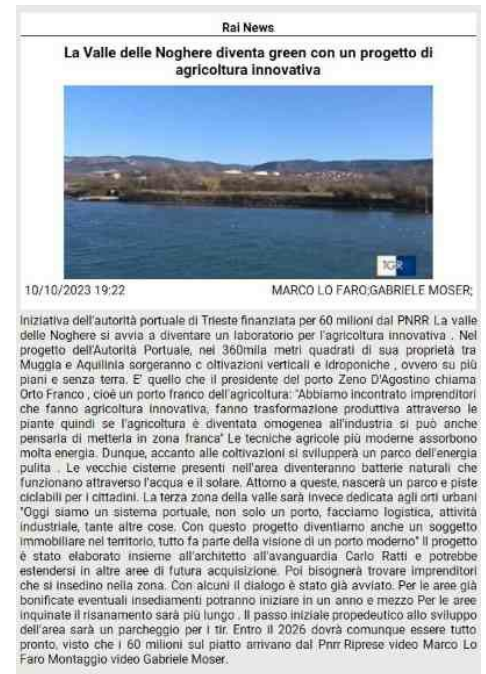 Rai News
La Valle delle Noghere diventa green con un progetto di
agricoltura innovativa
TGR
10/10/2023 19:22 MARCO LO FARO;GABRIELE MOSER;
Iniziativa dell'autorità portuale di Trieste finanziata per 60 milioni dal PNRR La valle
delle Noghere si avvia a diventare un laboratorio per l'agricoltura innovativa . Nel
progetto dell'Autorità Portuale, nei 360mila metri quadrati di sua proprietà tra
Muggia e Aquilinia sorgeranno c oltivazioni verticali e idroponiche , ovvero su più
piani e senza terra. E' quello che il presidente del porto Zeno D'Agostino chiama
Orto Franco , cioè un porto franco dell'agricoltura: "Abbiamo incontrato imprenditori
che fanno agricoltura innovativa, fanno trasformazione produttiva attraverso le
piante quindi se l'agricoltura è diventata omogenea all'industria si può anche
pensarla di metterla in zona franca" Le tecniche agricole più moderne assorbono
molta energia. Dunque, accanto alle coltivazioni si svilupperà un parco dell'energia
pulita . Le vecchie cisterne presenti nell'area diventeranno batterie naturali che
funzionano attraverso l'acqua e il solare. Attorno a queste, nascerà un parco e piste
ciclabili per i cittadini. La terza zona della valle sarà invece dedicata agli orti urbani
"Oggi siamo un sistema portuale, non solo un porto, facciamo logistica, attività
industriale, tante altre cose. Con questo progetto diventiamo anche un soggetto
immobiliare nel territorio, tutto fa parte della visione di un porto moderno" Il progetto
è stato elaborato insieme all'architetto all'avanguardia Carlo Ratti e potrebbe
estendersi in altre aree di futura acquisizione. Poi bisognerà trovare imprenditori
che si insedino nella zona. Con alcuni il dialogo è stato già avviato. Per le aree già
bonificate eventuali insediamenti potranno iniziare in un anno e mezzo Per le aree
inquinate il risanamento sarà più lungo . Il passo iniziale propedeutico allo sviluppo
dell'area sarà un parcheggio per i tir. Entro il 2026 dovrà comunque essere tutto
pronto, visto che i 60 milioni sul piatto arrivano dal Pnrr Riprese video Marco Lo
Faro Montaggio video Gabriele Moser.